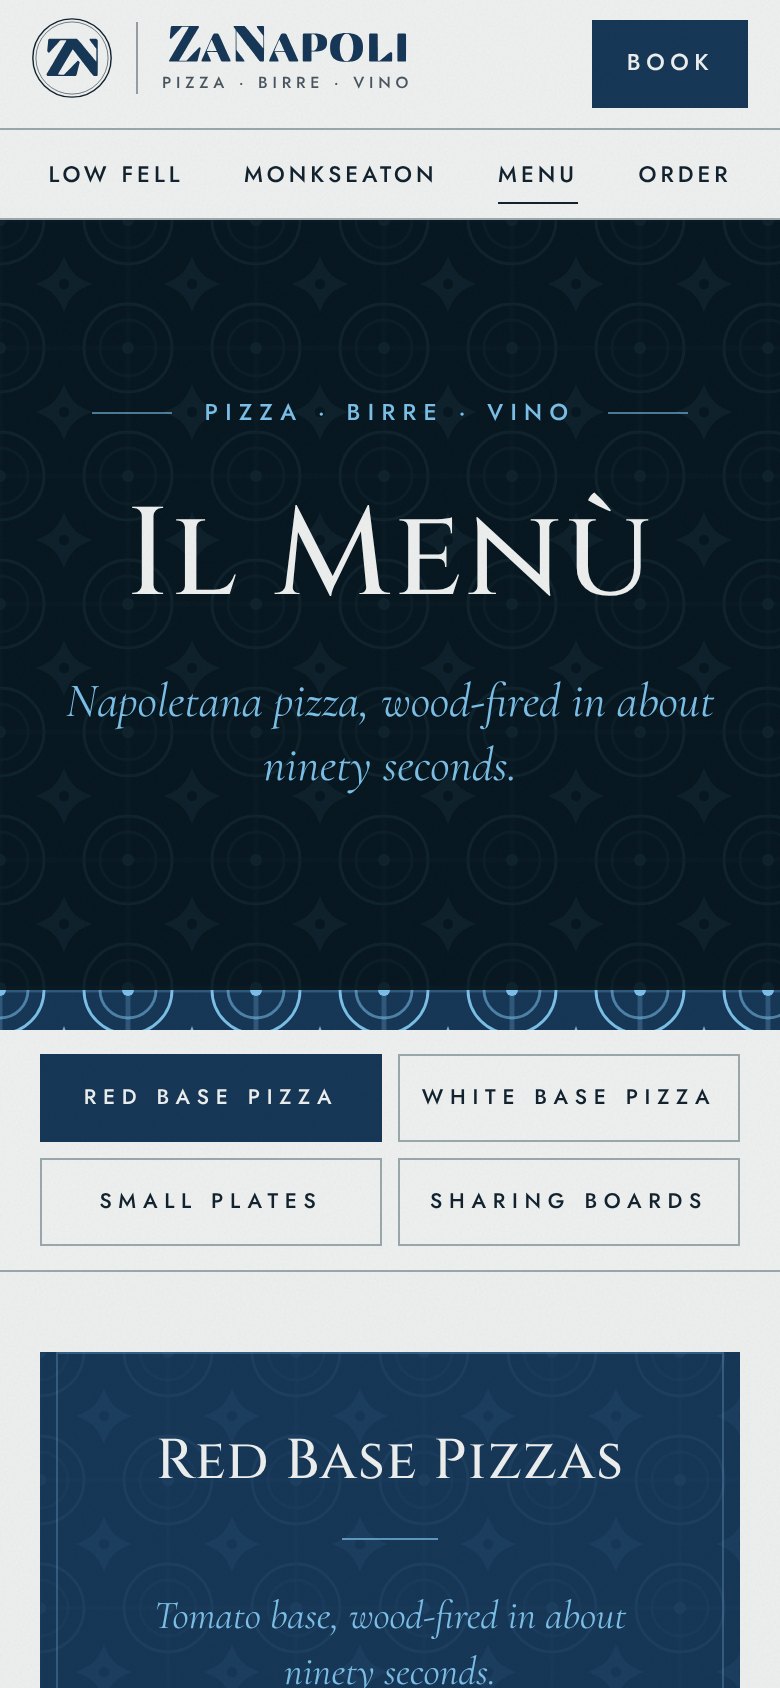 ZN
ZANAPOLI
PIZZA · BIRRE · VINO
BOOK
LOW FELL
MONKSEATON
MENU
ORDER
PIZZA · BIRRE · VINO
IL MENÙ
Napoletana pizza, wood-fired in about
ninety seconds.
RED BASE PIZZA
WHITE BASE PIZZA
SMALL PLATES
SHARING BOARDS
RED BASE PIZZAS
Tomato base, wood-fired in about
ninety seconds.